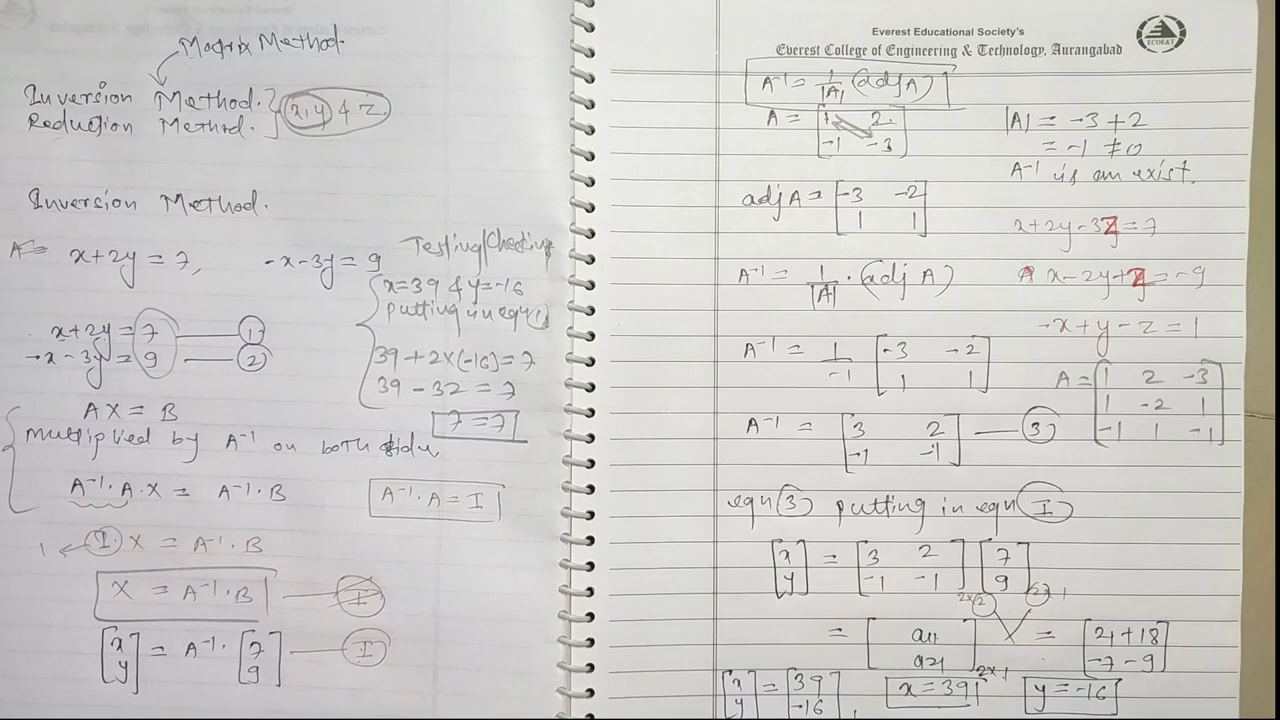 Matrix Method.
Inversion Method.
Reduction Method. } x, y & z.
Inversion Method.
A = x + 2y = 7, -x - 3y = 9
x + 2y = 7 — ①
-x - 3y = 9 — ②
AX = B
Multiplied by A⁻¹ on both side
A⁻¹·A·X = A⁻¹·B
A⁻¹·A = I
1 ← I X = A⁻¹·B
X = A⁻¹·B — I
[x y] = A⁻¹·[7 9] — I
Testing/Checking
x = 39 & y = -16
putting in eqn ①
39 + 2×(-16) = 7
39 - 32 = 7
7 = 7
Everest Educational Society's
Everest College of Engineering & Technology, Aurangabad
ECOE&T
A⁻¹ = 1/|A| (adj A)
A = [1 2. -1 -3]
|A| = -3 + 2
= -1 ≠ 0
A⁻¹ is an exist.
adj A = [-3 -2 1 1]
A⁻¹ = 1/|A| · (adj A)
A⁻¹ = 1/-1 [-3 -2 1 1]
A⁻¹ = [3 2 -1 -1] — ③
x + 2y - 3z = 7
x - 2y + z = -9
-x + y - z = 1
A = [1 2 -3 1 -2 1 -1 1 -1]
eqn ③ putting in eqn I
[x y] = [3 2 -1 -1] [7 9]
2×2 2×1
= [a11 a21] 2×1 = [21 + 18 -7 - 9]
[x y] = [39 -16], x = 39 y = -16